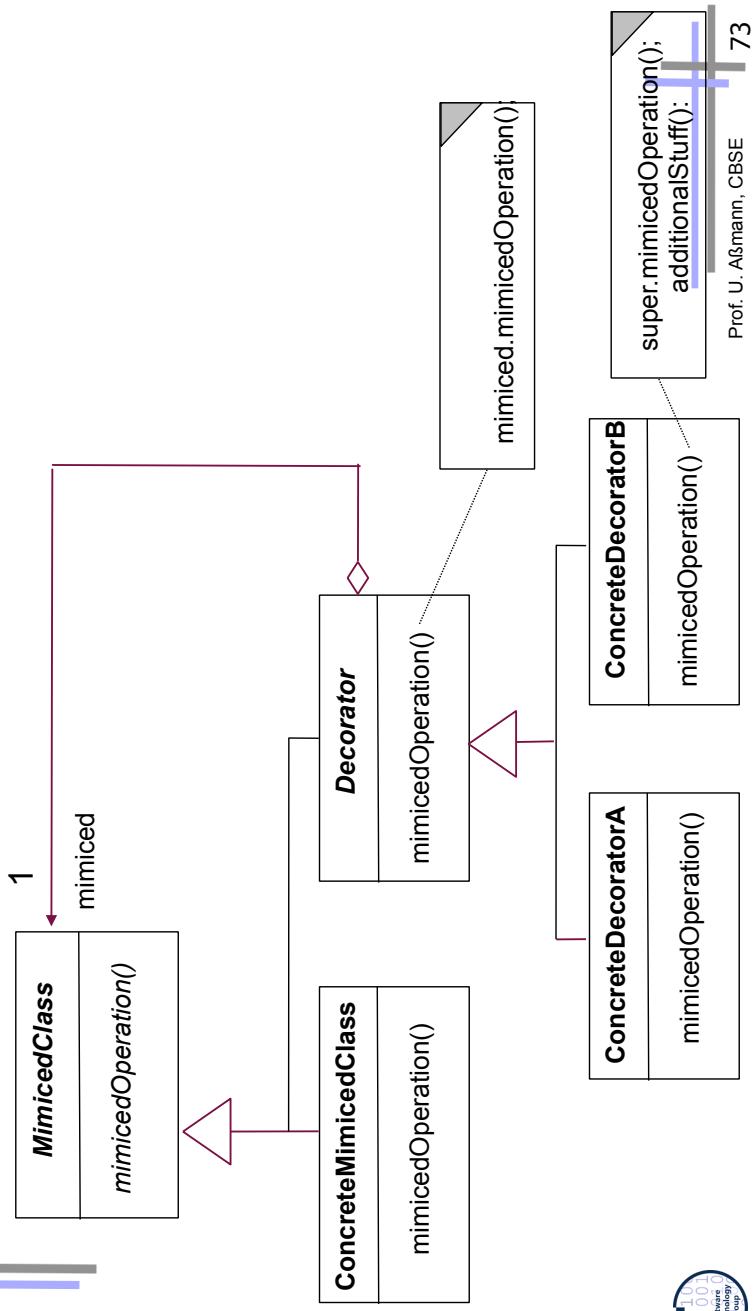 1
MimicedClass
mimiced
mimicedOperation()
ConcreteMimicedClass
mimicedOperation()
Decorator
mimicedOperation()
mimiced.mimicedOperation();
ConcreteDecoratorA
mimicedOperation()
ConcreteDecoratorB
mimicedOperation()
super.mimicedOperation();
additionalStuff():
Prof. U. Aßmann, CBSE
73